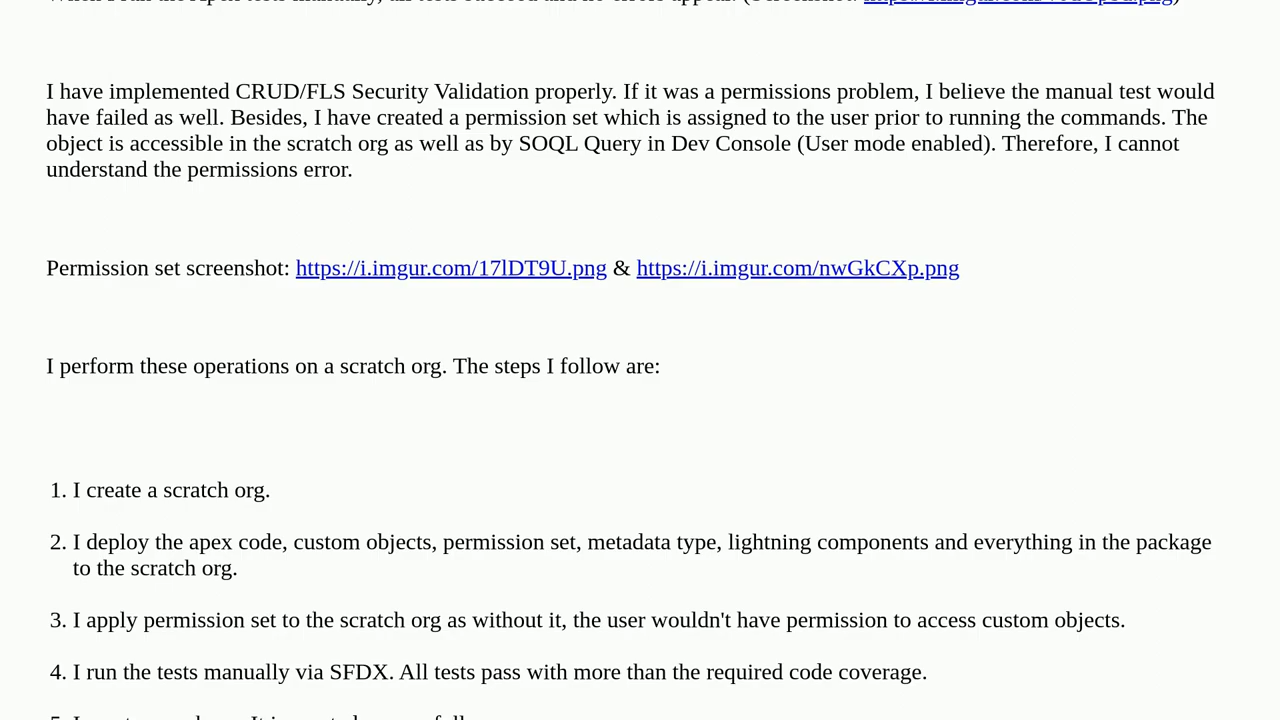 I have implemented CRUD/FLS Security Validation properly. If it was a permissions problem, I believe the manual test would
have failed as well. Besides, I have created a permission set which is assigned to the user prior to running the commands. The
object is accessible in the scratch org as well as by SOQL Query in Dev Console (User mode enabled). Therefore, I cannot
understand the permissions error.
Permission set screenshot: https://i.imgur.com/17lDT9U.png & https://i.imgur.com/nwGkCXp.png
I perform these operations on a scratch org. The steps I follow are:
1. I create a scratch org.
2. I deploy the apex code, custom objects, permission set, metadata type, lightning components and everything in the package
to the scratch org.
3. I apply permission set to the scratch org as without it, the user wouldn't have permission to access custom objects.
4. I run the tests manually via SFDX. All tests pass with more than the required code coverage.